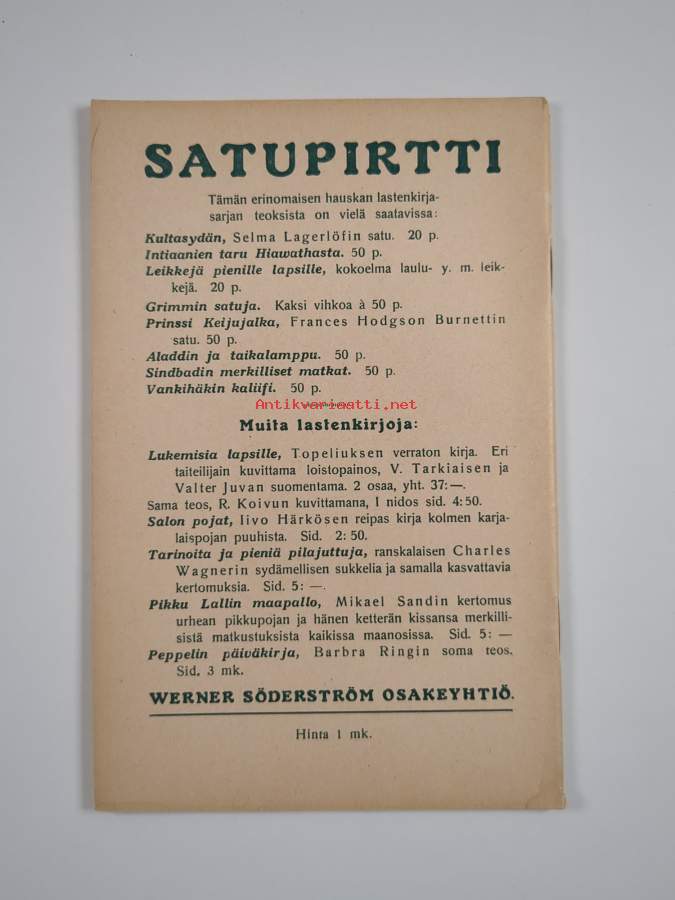 SATUPIRTTI
Tämän erinomaisen hauskan lastenkirja-
sarjan teoksista on vielä saatavissa:
Kultasydän, Selma Lagerlöfin satu. 20 p.
Intiaanien taru Hiawathasta. 50 p.
Leikkejä pienille lapsille, kokoelma laulu- y. m. leik-
kejä. 20 p.
Grimmin satuja. Kaksi vihkoa à 50 p.
Prinssi Keijujalka, Frances Hodgson Burnettin
satu. 50 p.
Aladdin ja taikalamppu. 50 p.
Sindbadin merkilliset matkat. 50 p.
Vankihäkin kaliifi. 50 p.
Antikvariaatti.net
Muita lastenkirjoja:
Lukemisia lapsille, Topeliuksen verraton kirja. Eri
taiteilijain kuvittama loistopainos, V. Tarkiaisen ja
Valter Juvan suomentama. 2 osaa, yht. 37:—.
Sama teos, R. Koivun kuvittamana, I nidos sid. 4:50.
Salon pojat, Iivo Härkösen reipas kirja kolmen karja-
laispojan puuhista. Sid. 2:50.
Tarinoita ja pieniä pilajuttuja, ranskalaisen Charles
Wagnerin sydämellisen sukkelia ja samalla kasvattavia
kertomuksia. Sid. 5: —.
Pikku Lallin maapallo, Mikael Sandin kertomus
urhean pikkupojan ja hänen ketterän kissansa merkilli-
sistä matkustuksista kaikissa maanosissa. Sid. 5: —
Peppelin päiväkirja, Barbra Ringin soma teos.
Sid. 3 mk.
WERNER SÖDERSTRÖM OSAKEYHTIÖ.
Hinta 1 mk.